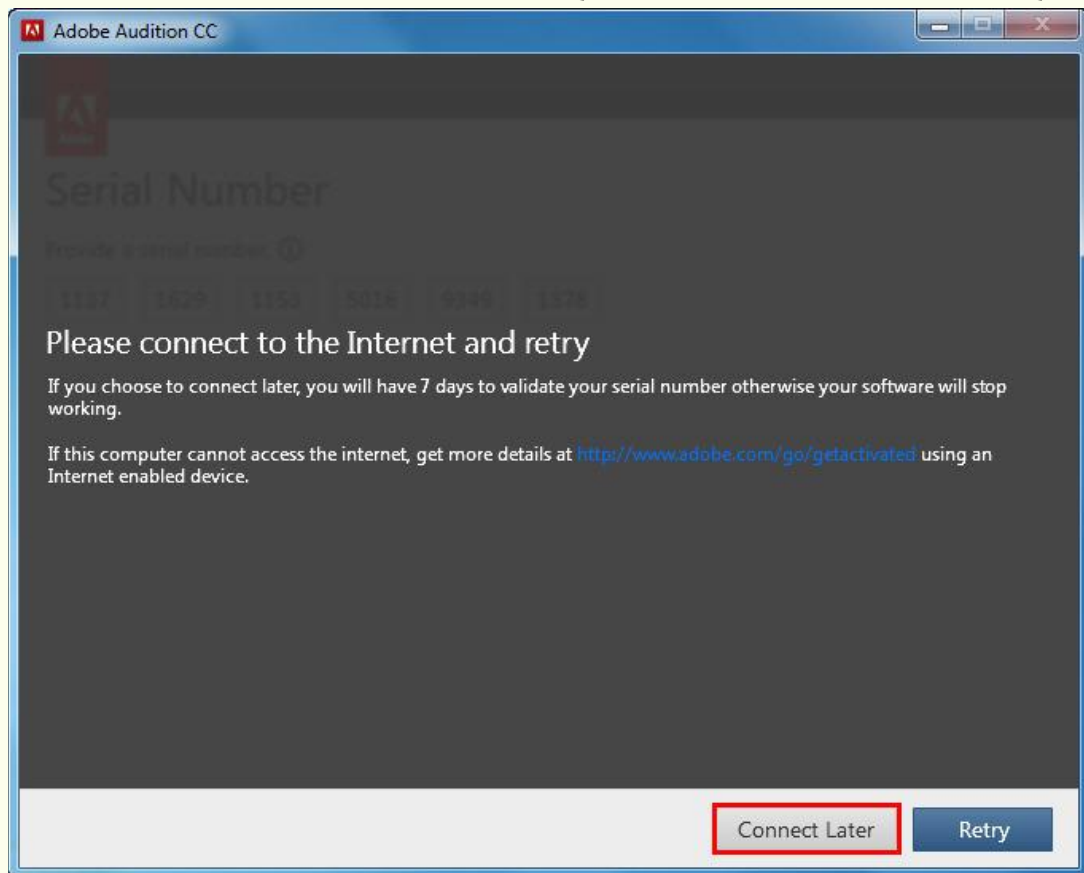 Adobe Audition CC
Serial Number
Provide a serial number.
Please connect to the Internet and retry
If you choose to connect later, you will have 7 days to validate your serial number otherwise your software will stop
working.
If this computer cannot access the internet, get more details at http://www.adobe.com/go/getactivated using an
Internet enabled device.
Connect Later
Retry